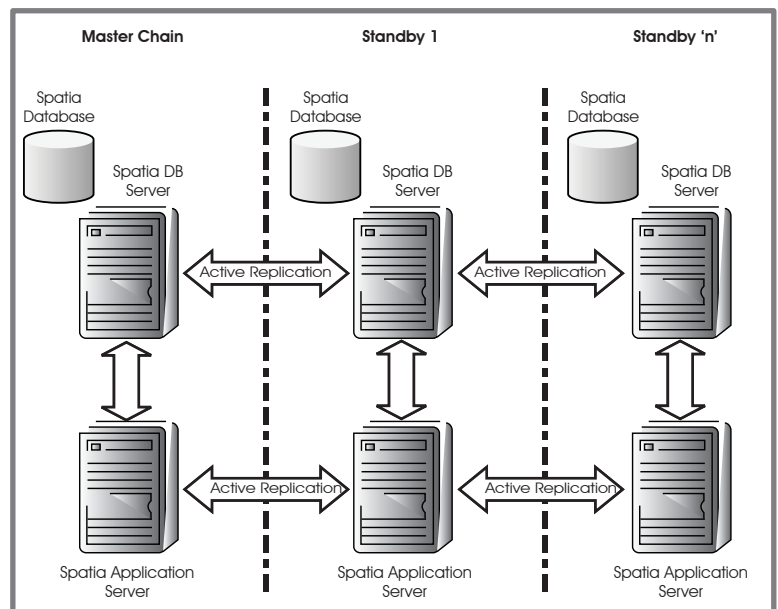 Master Chain
Standby 1
Standby ‘n’
Spatia
Database
Spatia
Database
Spatia
Database
Spatia DB
Server
Spatia DB
Server
Spatia DB
Server
Active Replication
Active Replication
Active Replication
Active Replication
Spatia Application
Server
Spatia Application
Server
Spatia Application
Server